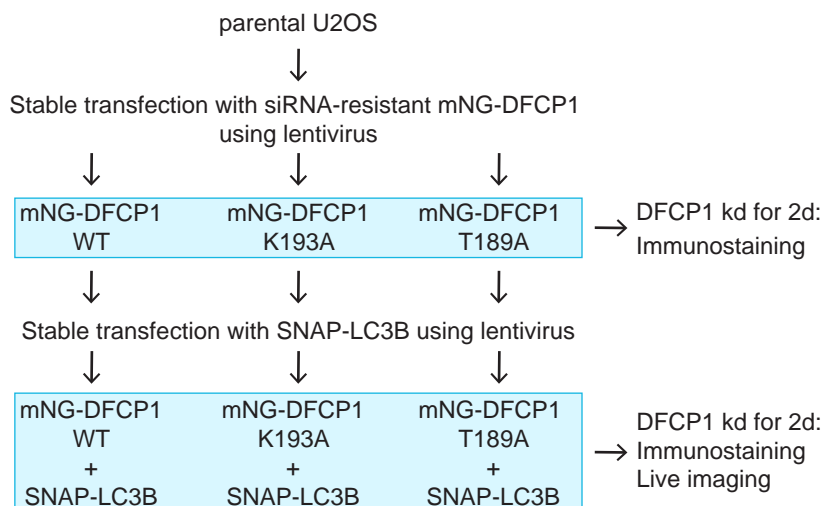 parental U2OS
Stable transfection with siRNA-resistant mNG-DFCP1
using lentivirus
mNG-DFCP1 mNG-DFCP1 mNG-DFCP1
WT K193A T189A
DFCP1 kd for 2d:
Immunostaining
Stable transfection with SNAP-LC3B using lentivirus
mNG-DFCP1 mNG-DFCP1 mNG-DFCP1
WT K193A T189A
+ + +
SNAP-LC3B SNAP-LC3B SNAP-LC3B
DFCP1 kd for 2d:
Immunostaining
Live imaging